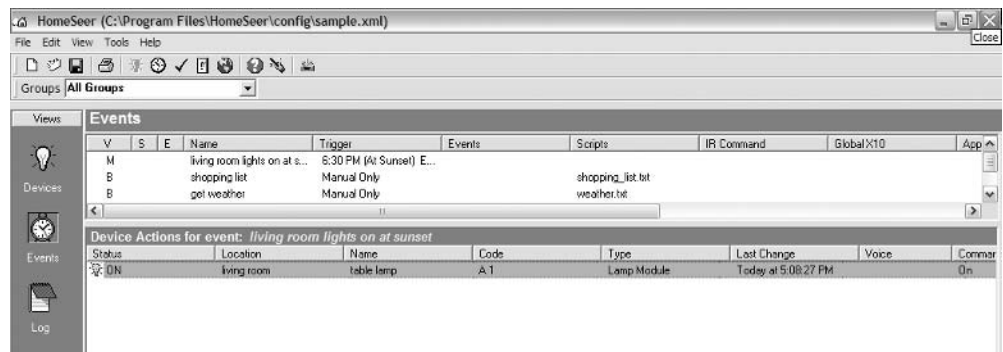 HomeSeer (C:\Program Files\HomeSeer\config\sample.xml)
Close
File Edit View Tools Help
Groups All Groups
Views Events
V S E Name Trigger Events Scripts IR Command Global X10 App
M living room lights on at s... 6:30 PM (At Sunset) E...
B shopping list Manual Only shopping_list.txt
B get weather Manual Only weather.txt
Devices
Device Actions for event: living room lights on at sunset
Events
Status Location Name Code Type Last Change Voice Commar
ON living room table lamp A 1 Lamp Module Today at 5:08:27 PM On
Log